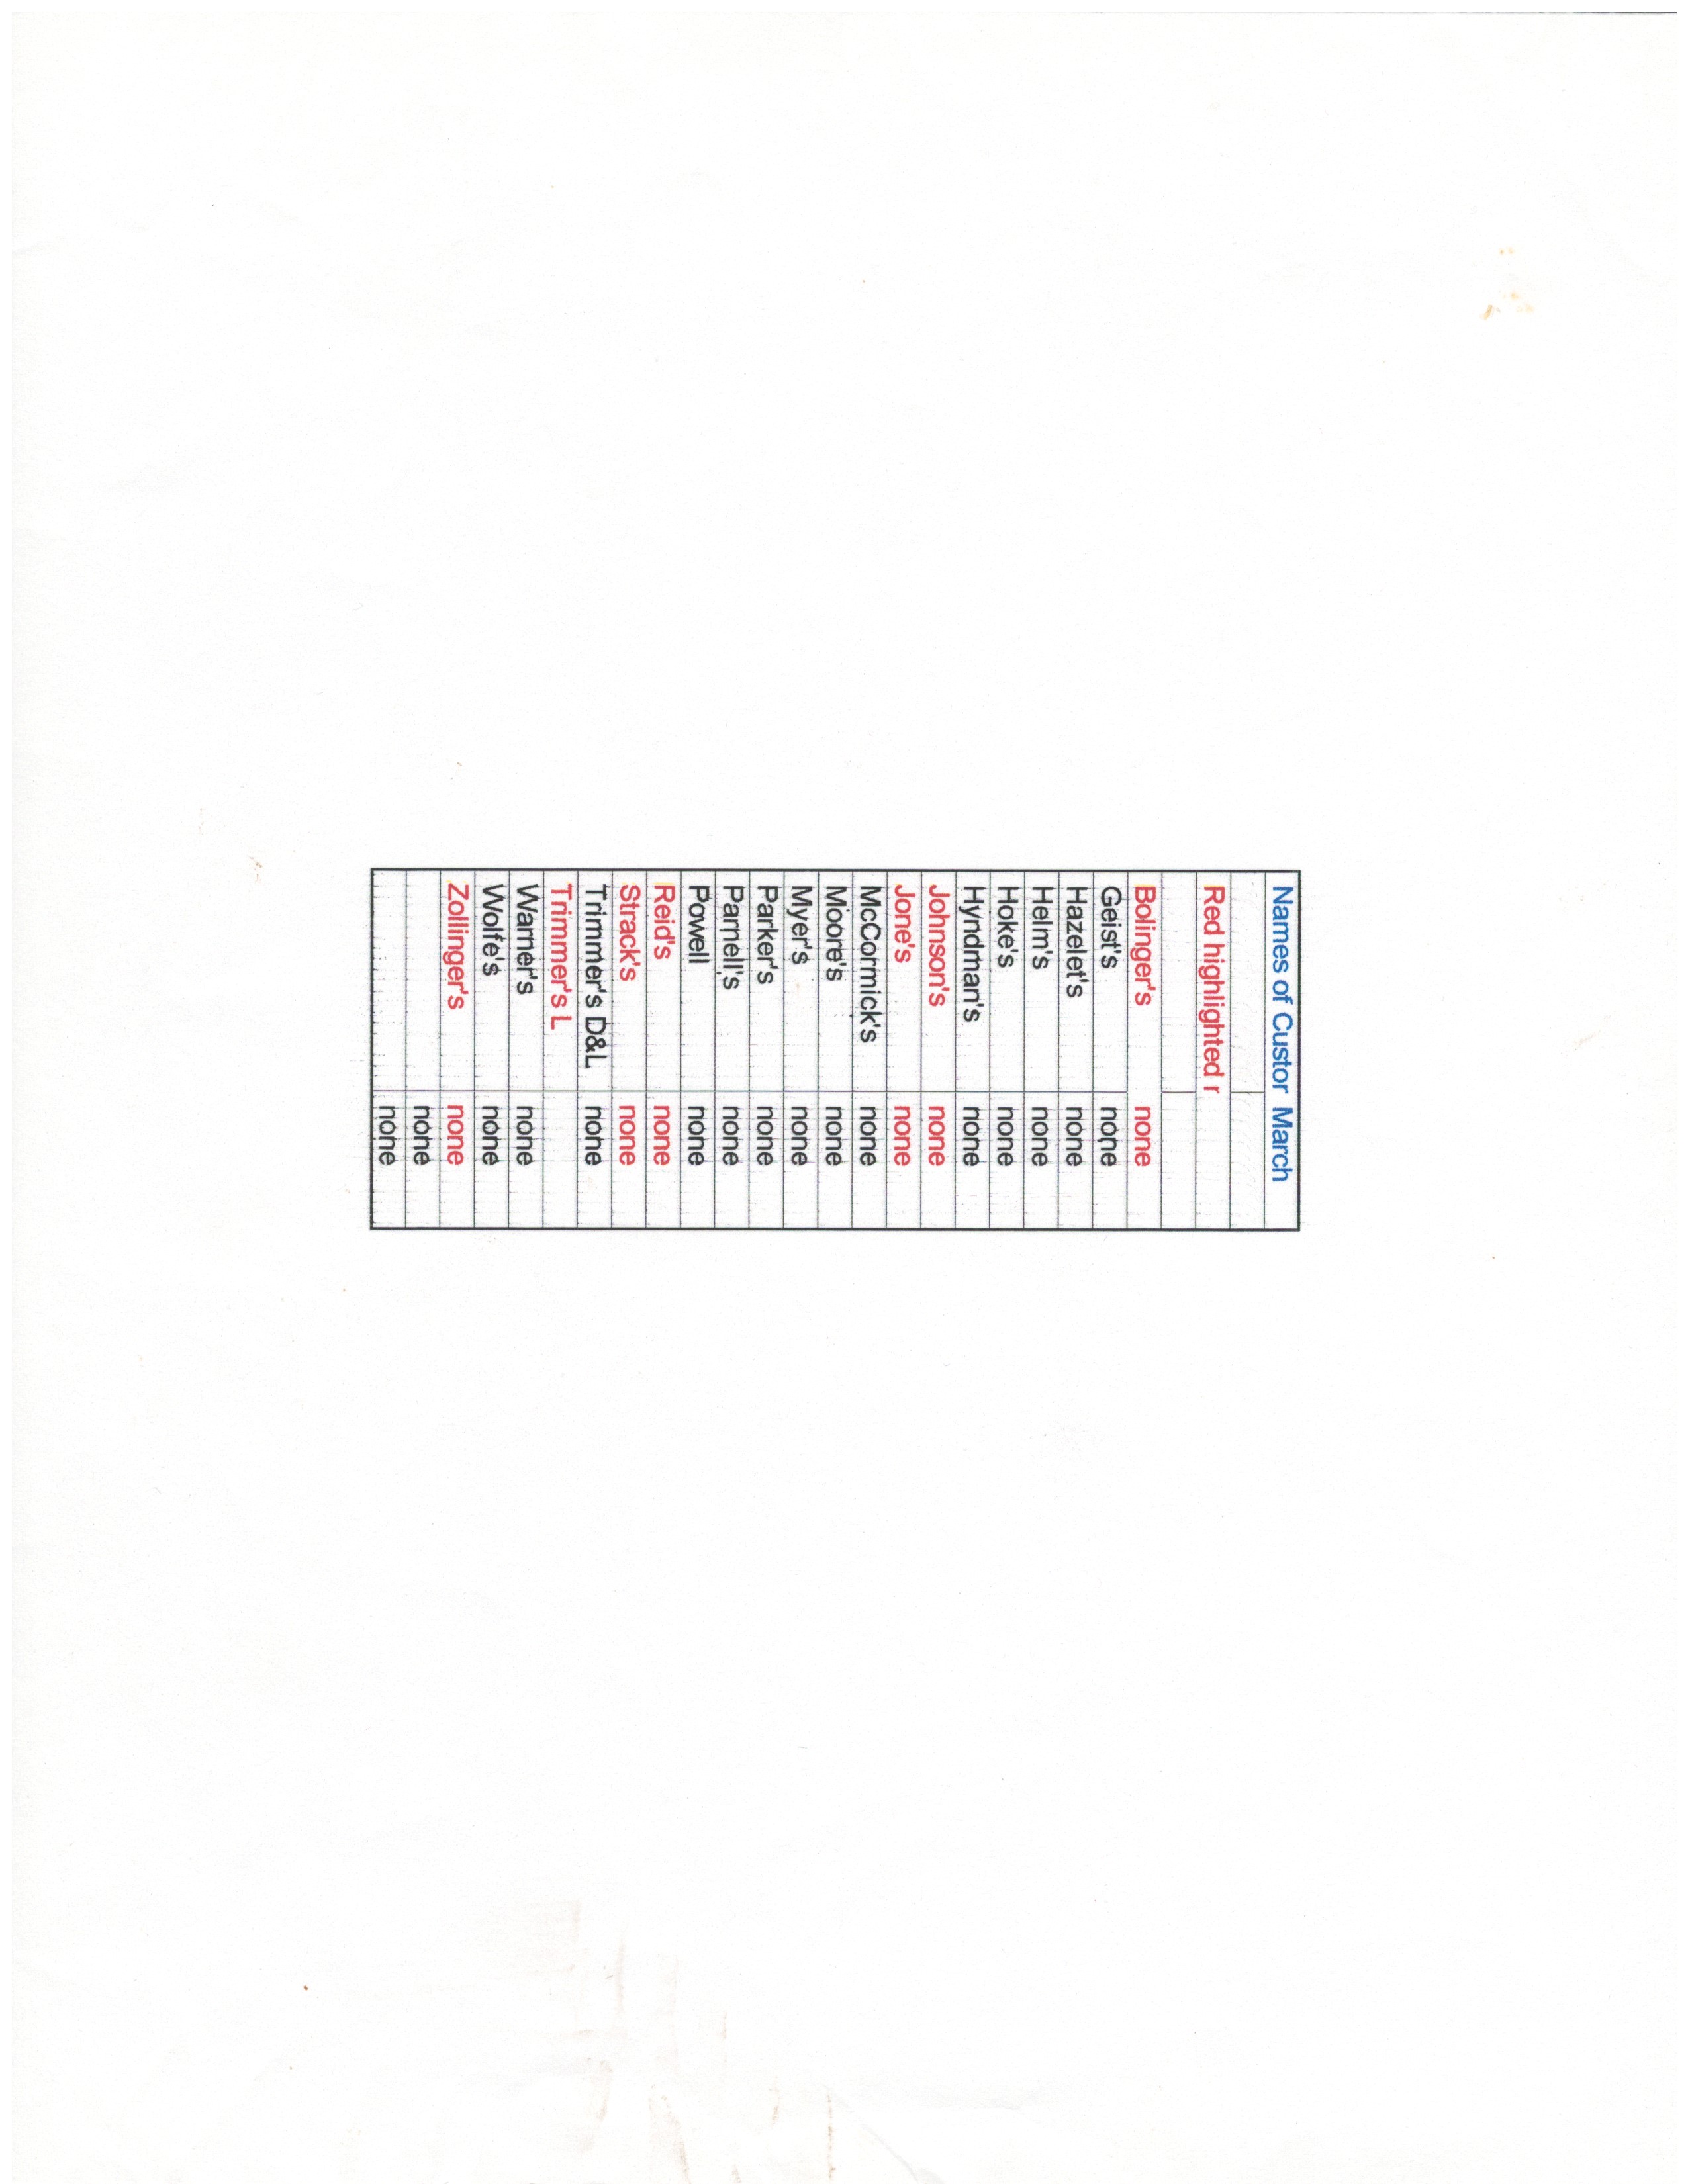 Names of Custor March
Red highlighted r
Bolinger's none
Geist's none
Hazelet's none
Helm's none
Hoke's none
Hyndman's none
Johnson's none
Jone's none
McCormick's none
Moore's none
Myer's none
Parker's none
Parnell's none
Powell none
Reid's none
Strack's none
Trimmer's D&L none
Trimmer's L
Warner's none
Wolfe's none
Zollinger's none
none
none